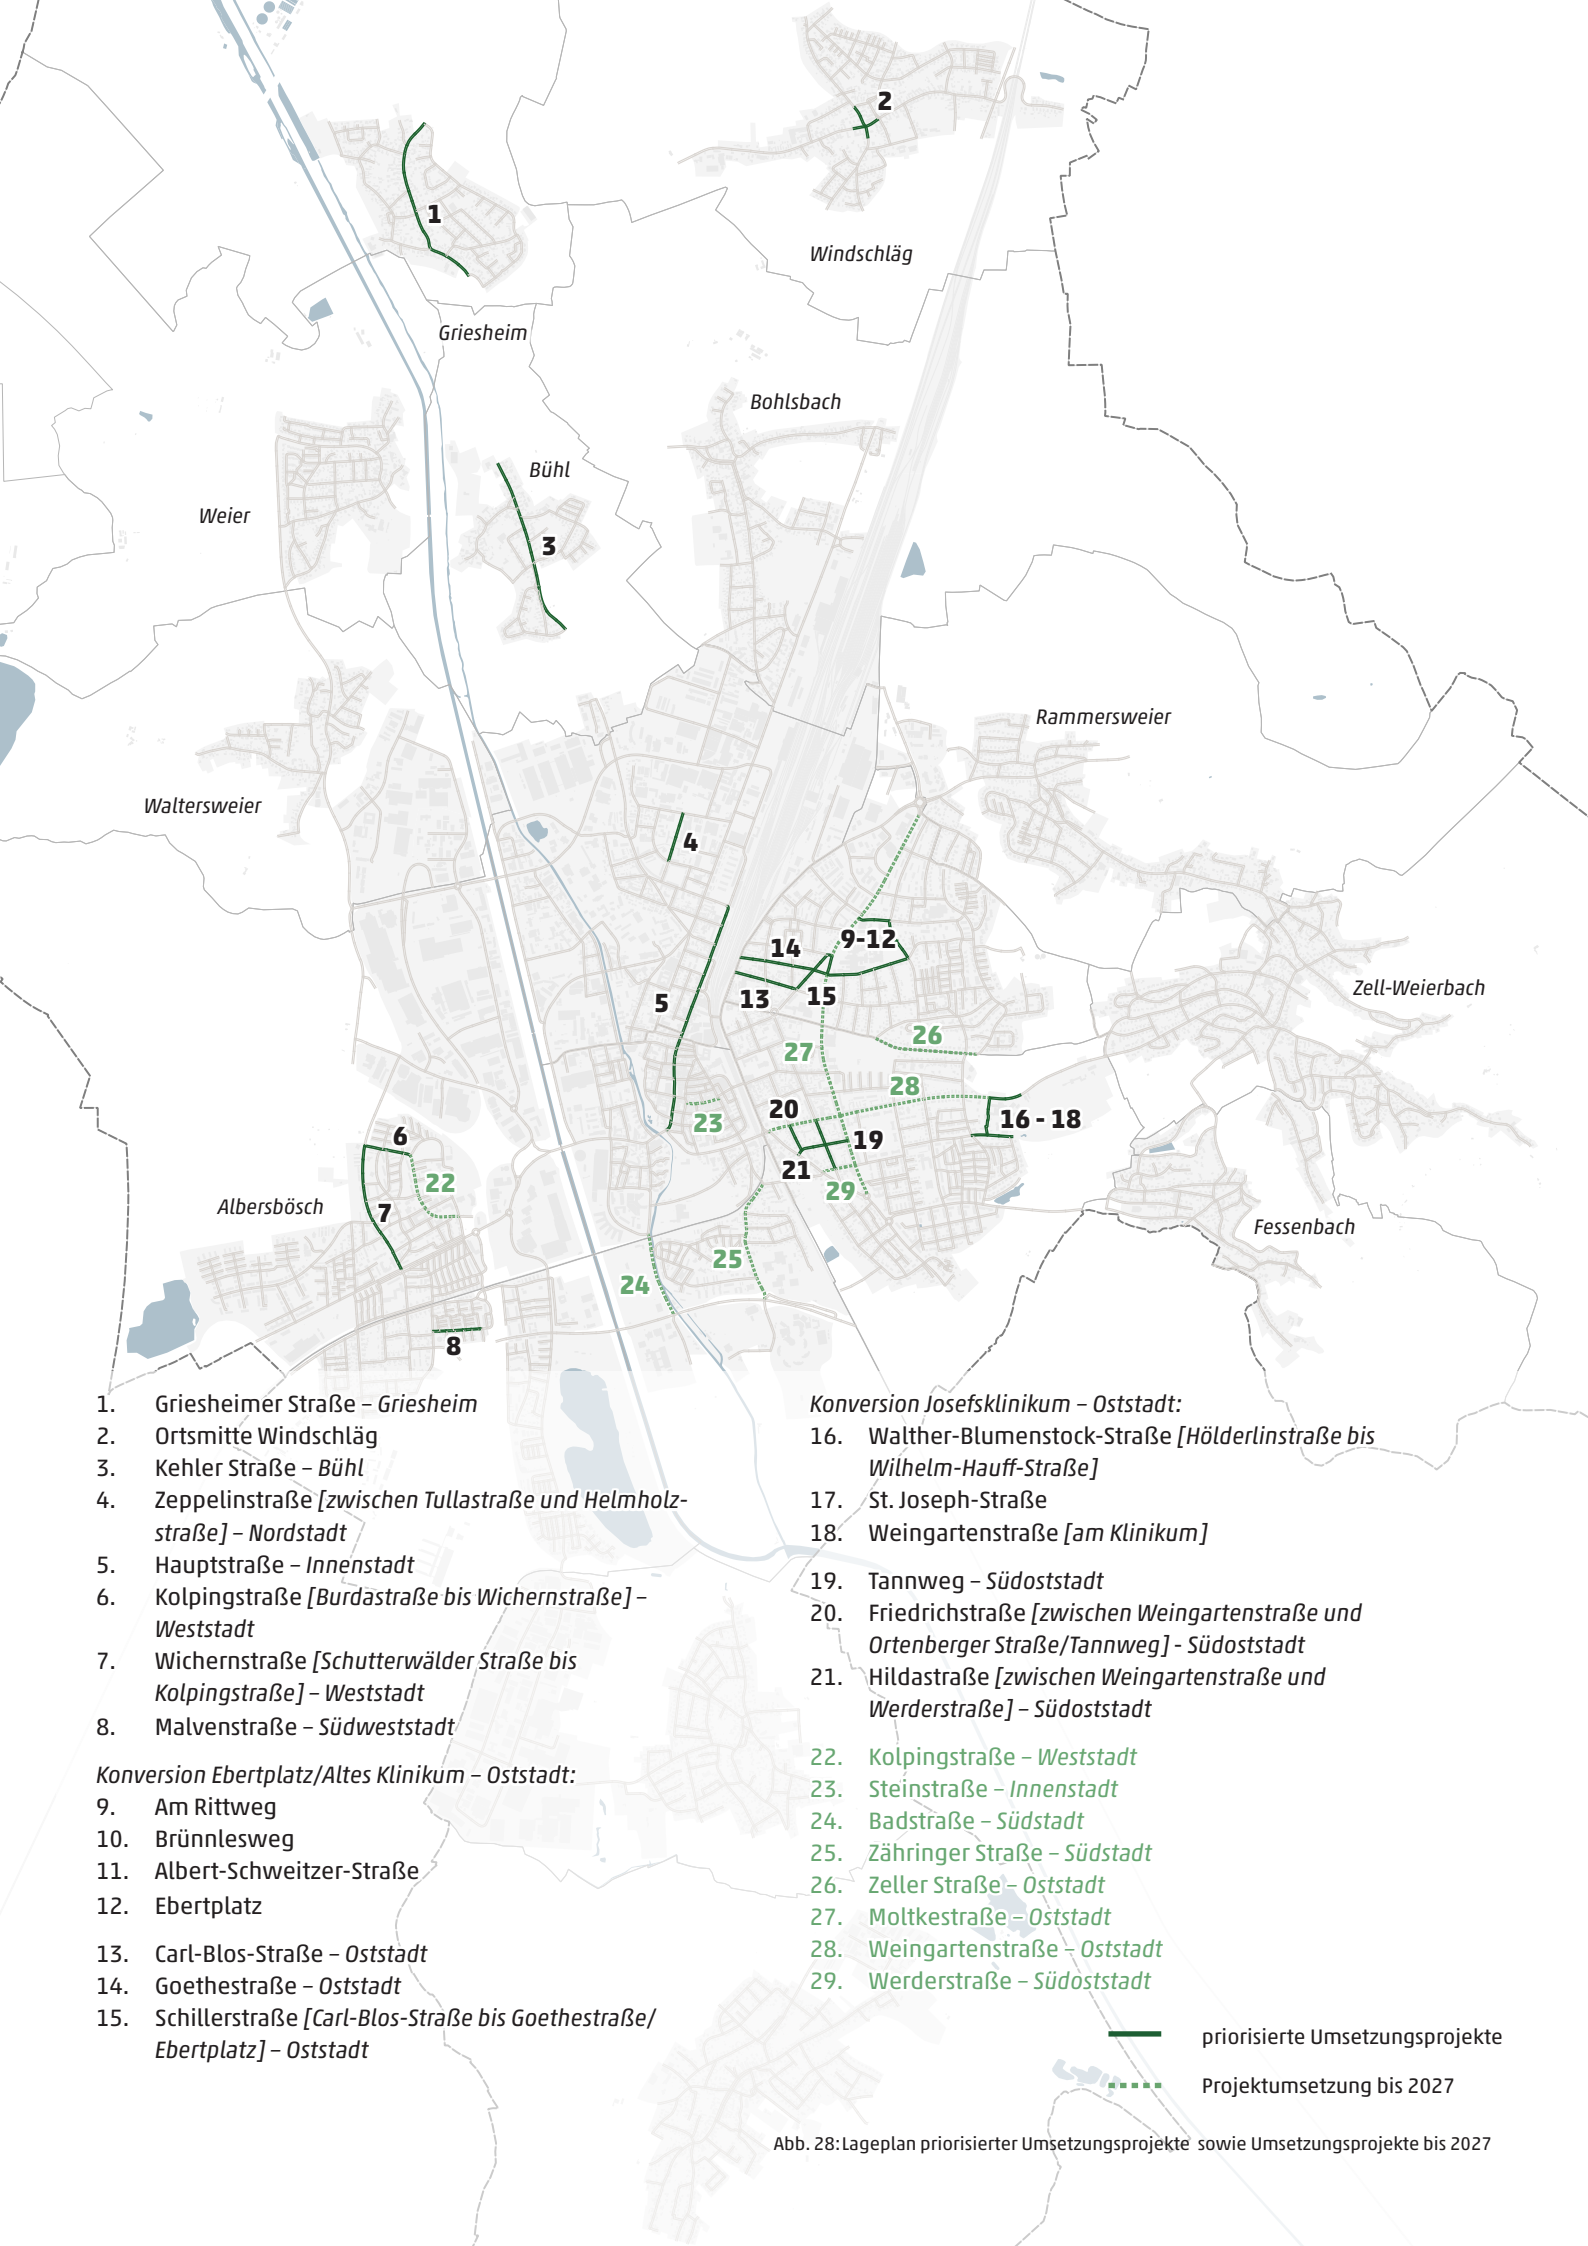 2
1
Windschläg
Griesheim
Bohlsbach
Bühl
Weier
3
Rammersweier
Waltersweier
4
9-12
14
Zell-Weierbach
5
13
15
26
27
28
20
23
16 - 18
6
19
21
22
29
Albersbösch
7
Fessenbach
25
24
8
1. Griesheimer Straße – Griesheim
2. Ortsmitte Windschläg
3. Kehler Straße – Bühl
4. Zeppelinstraße [zwischen Tullastraße und Helmholz-
straße] – Nordstadt
5. Hauptstraße – Innenstadt
6. Kolpingstraße [Burdastraße bis Wichernstraße] –
Weststadt
7. Wichernstraße [Schutterwälder Straße bis
Kolpingstraße] – Weststadt
8. Malvenstraße – Südweststadt
Konversion Ebertplatz/Altes Klinikum – Oststadt:
9. Am Rittweg
10. Brünnlesweg
11. Albert-Schweitzer-Straße
12. Ebertplatz
13. Carl-Blos-Straße – Oststadt
14. Goethestraße – Oststadt
15. Schillerstraße [Carl-Blos-Straße bis Goethestraße/
Ebertplatz] – Oststadt
Konversion Josefsklinikum – Oststadt:
16. Walther-Blumenstock-Straße [Hölderlinstraße bis
Wilhelm-Hauff-Straße]
17. St. Joseph-Straße
18. Weingartenstraße [am Klinikum]
19. Tannweg – Südoststadt
20. Friedrichstraße [zwischen Weingartenstraße und
Ortenberger Straße/Tannweg] - Südoststadt
21. Hildastraße [zwischen Weingartenstraße und
Werderstraße] – Südoststadt
22. Kolpingstraße – Weststadt
23. Steinstraße – Innenstadt
24. Badstraße – Südstadt
25. Zähringer Straße – Südstadt
26. Zeller Straße – Oststadt
27. Moltkestraße – Oststadt
28. Weingartenstraße – Oststadt
29. Werderstraße – Südoststadt
priorisierte Umsetzungsprojekte
Projektumsetzung bis 2027
Abb. 28: Lageplan priorisierter Umsetzungsprojekte sowie Umsetzungsprojekte bis 2027